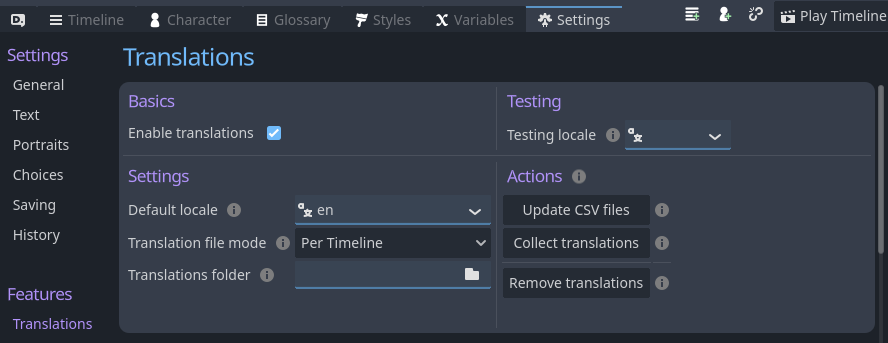 Timeline Character Glossary Styles Variables Settings Play Timeline
Settings
General
Text
Portraits
Choices
Saving
History
Features
Translations
Translations
Basics
Enable translations
Testing
Testing locale
Settings
Default locale en
Translation file mode Per Timeline
Translations folder
Actions
Update CSV files
Collect translations
Remove translations